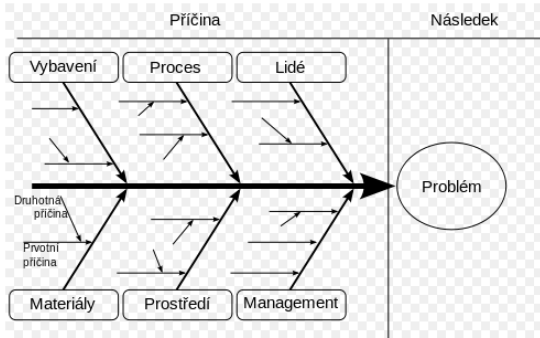 Příčina
Následek
Vybavení
Proces
Lidé
Problém
Druhotná
příčina
Prvotní
příčina
Materiály
Prostředí
Management